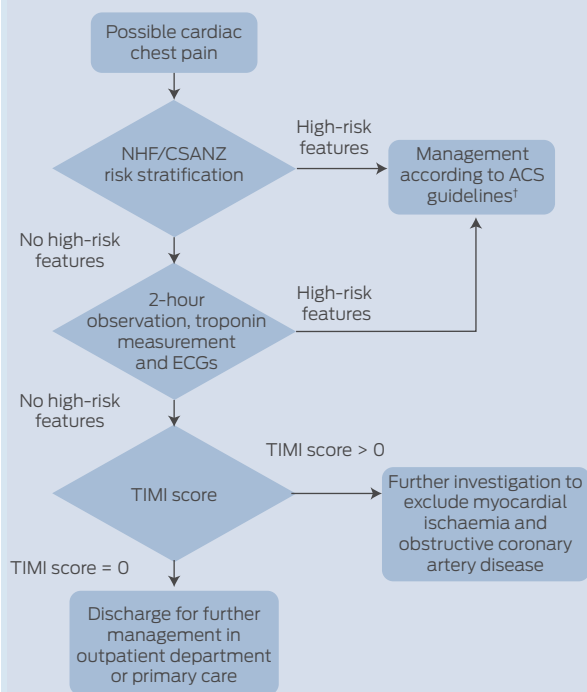 Possible cardiac
chest pain
NHF/CSANZ
risk stratification
High-risk
features
Management
according to ACS
guidelines†
No high-risk
features
2-hour
observation, troponin
measurement
and ECGs
High-risk
features
No high-risk
features
TIMI score
TIMI score > 0
Further investigation to
exclude myocardial
ischaemia and
obstructive coronary
artery disease
TIMI score = 0
Discharge for further
management in
outpatient department
or primary care